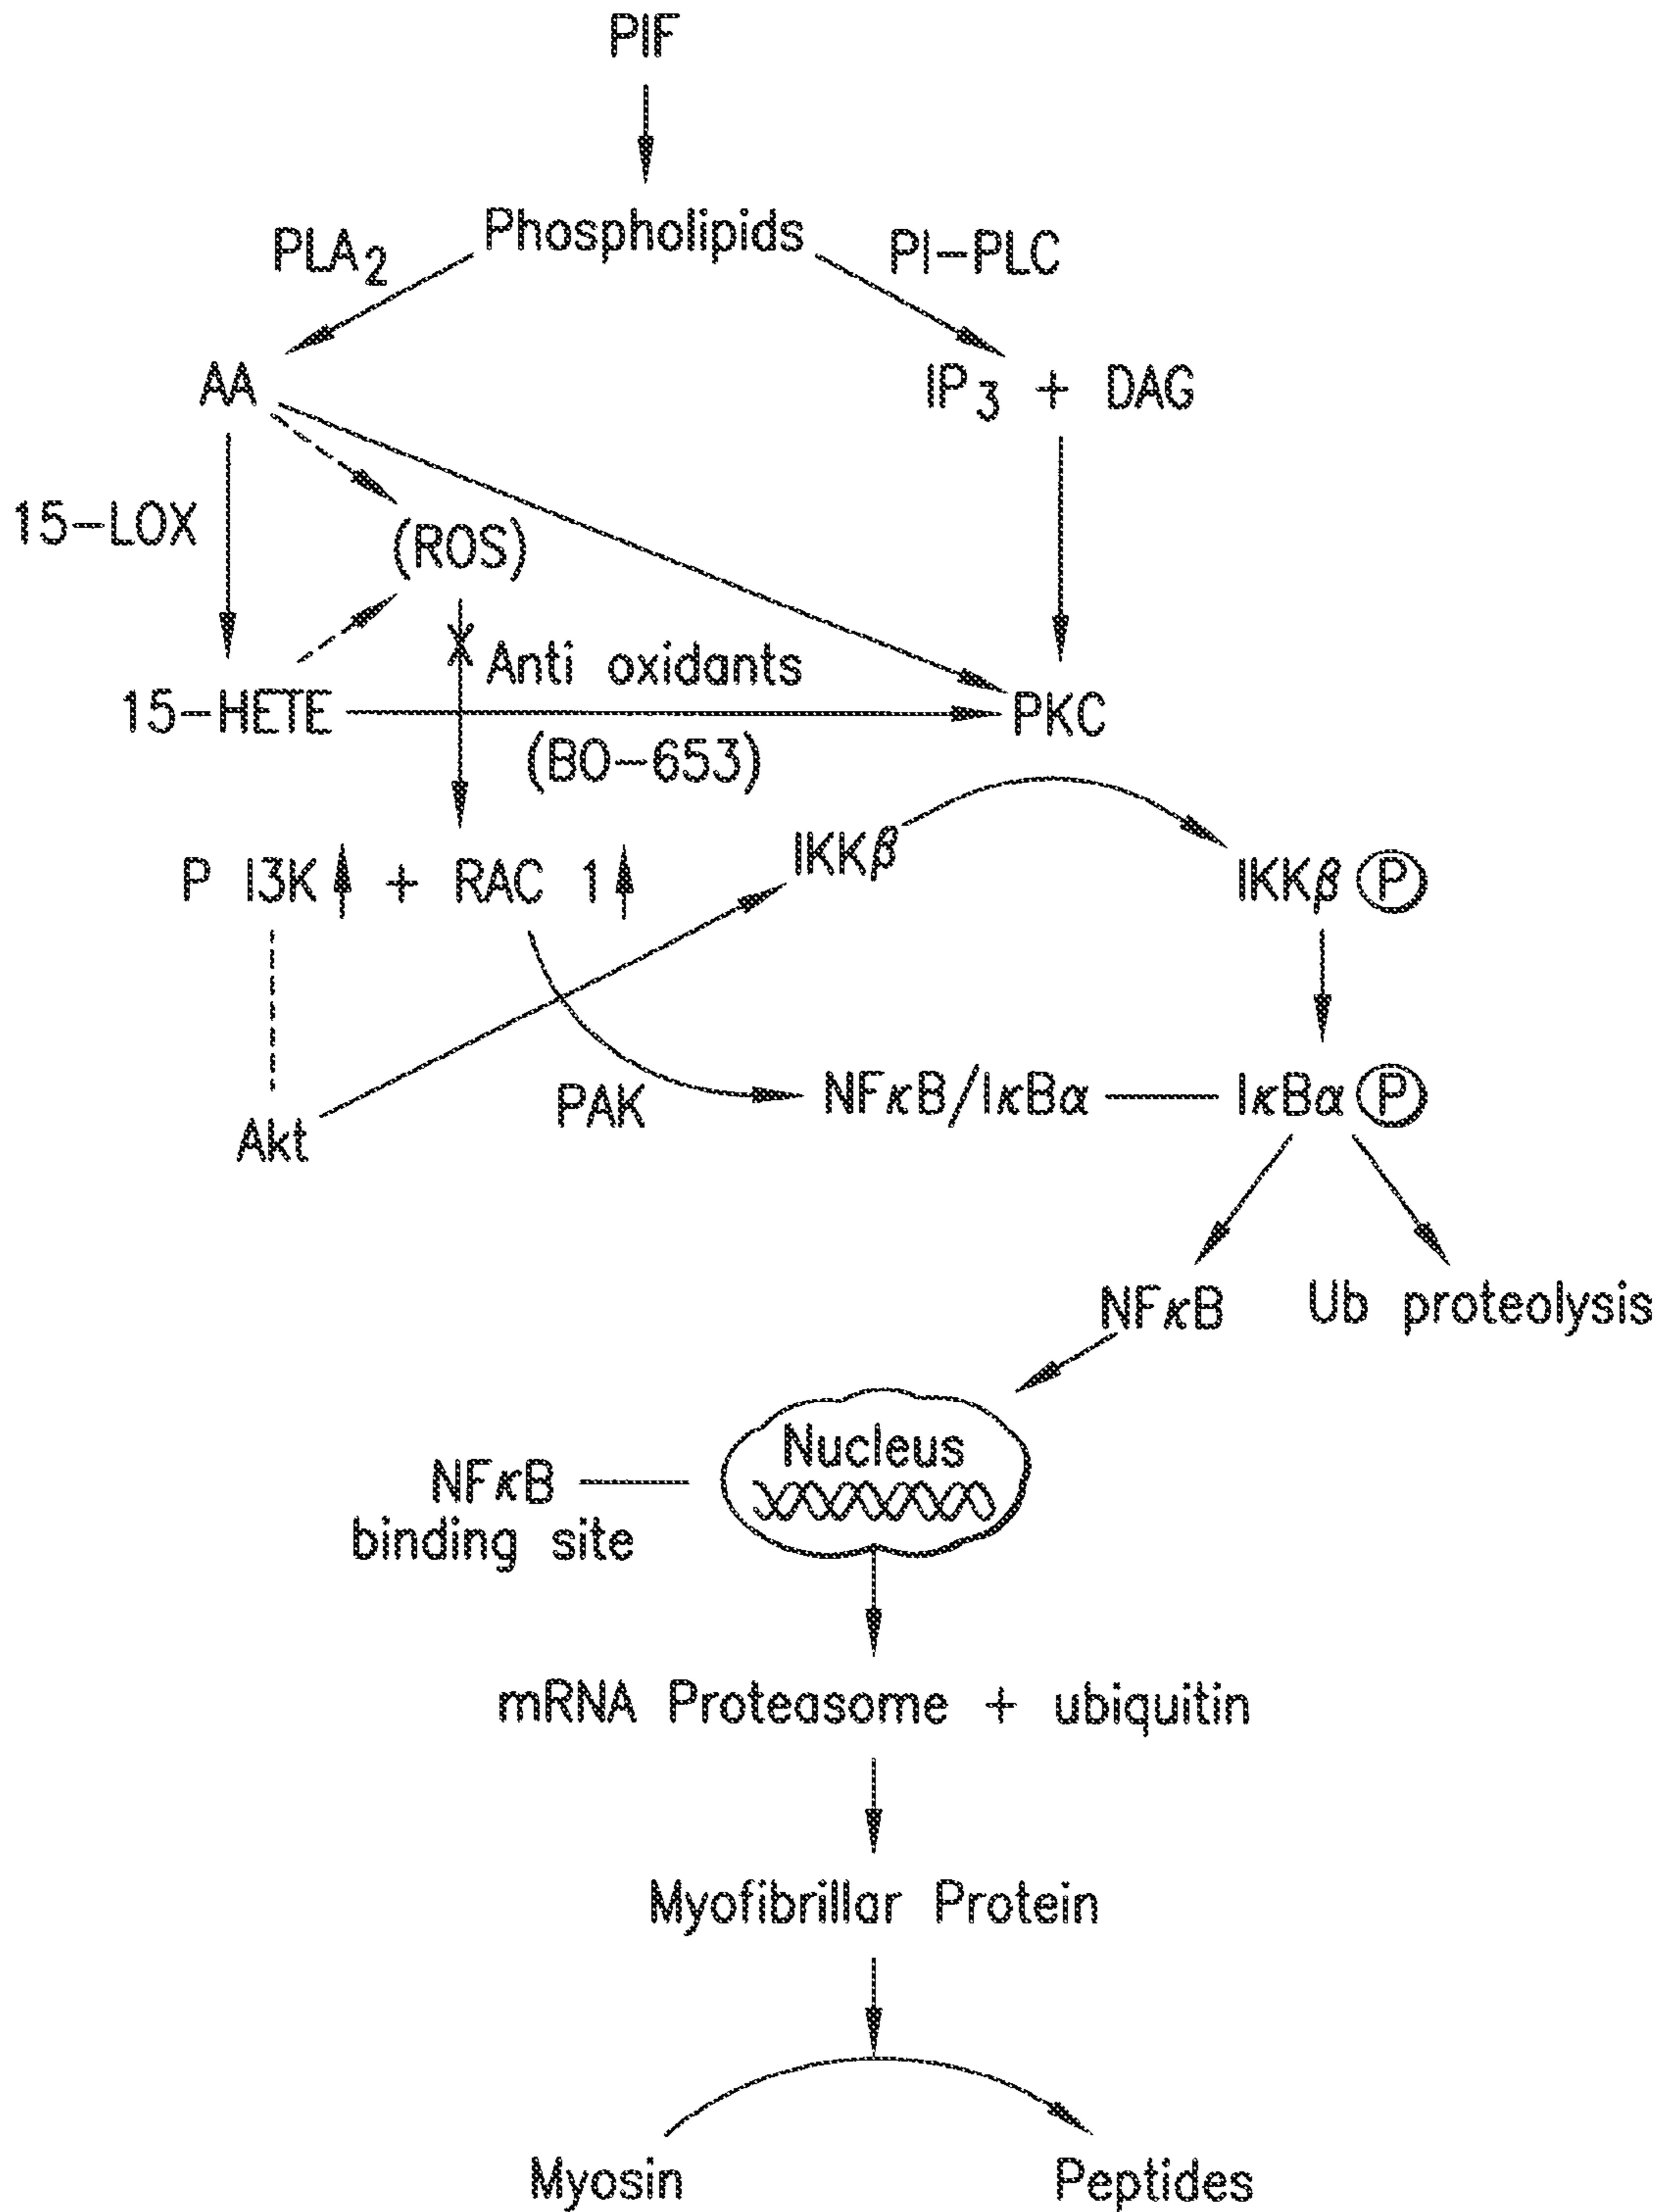 PIF
PLA2 Phospholipids PI-PLC
AA IP3 + DAG
15-LOX (ROS)
Anti oxidants
15-HETE PKC
(BO-653)
P I3K + RAC 1 IKKβ IKKβ P
PAK NFκB/IκBα IκBα P
Akt
NFκB Ub proteolysis
Nucleus
NFκB
binding site
mRNA Proteasome + ubiquitin
Myofibrillar Protein
Myosin Peptides